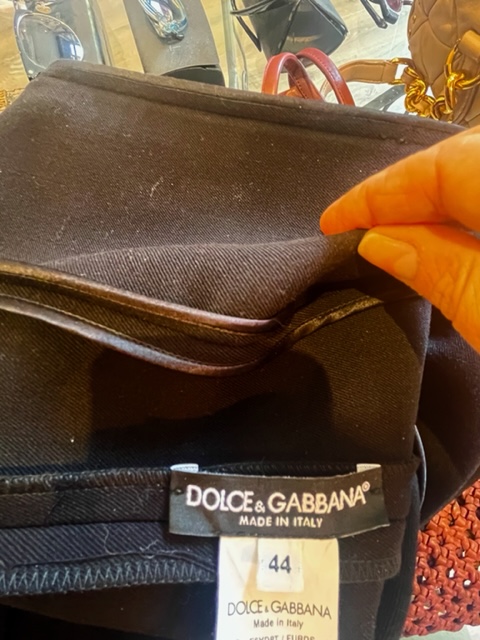 DOLCE & GABBANA®
MADE IN ITALY
44
DOLCE & GABBANA
Made in Italy